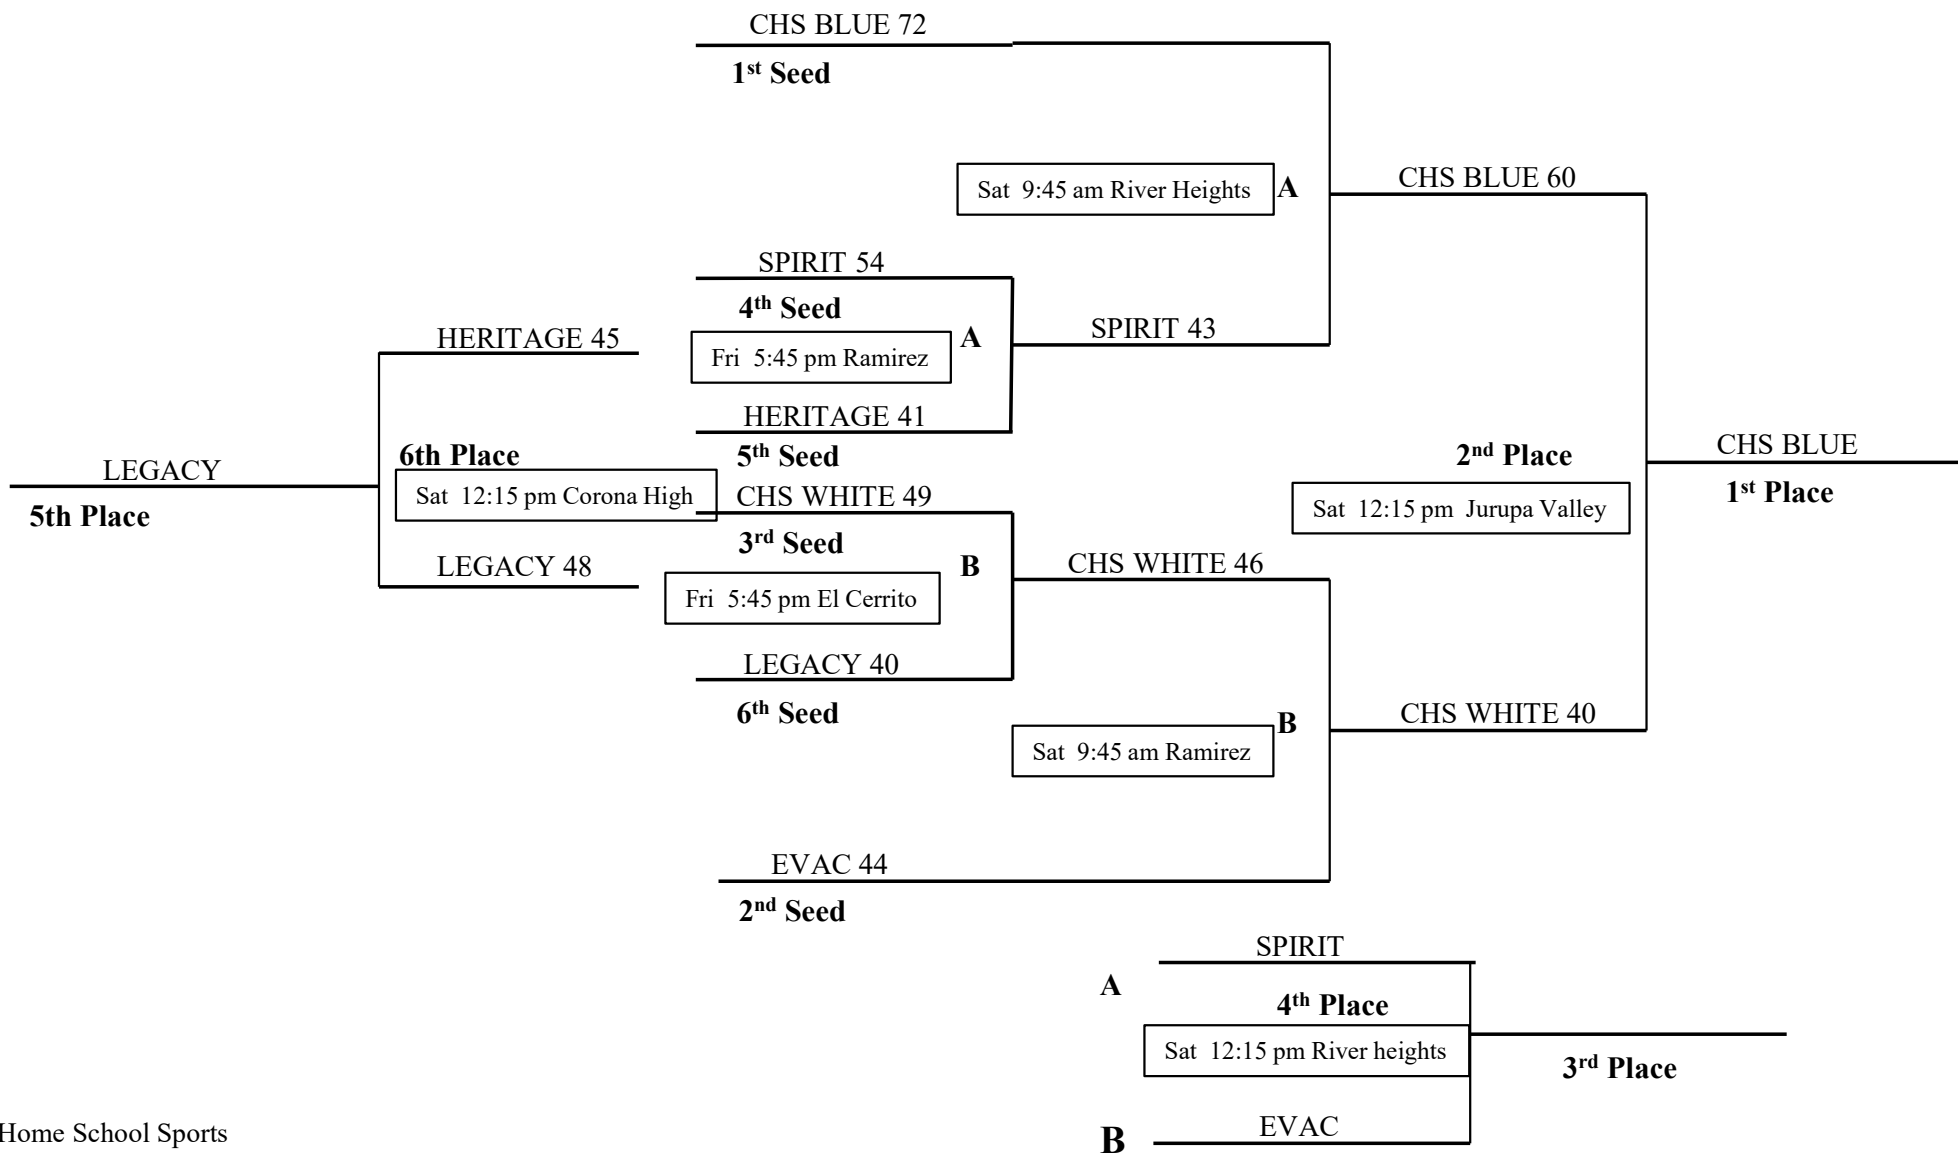 CHS BLUE 72
1st Seed
Sat 9:45 am River Heights
A
CHS BLUE 60
SPIRIT 54
4th Seed
A
SPIRIT 43
HERITAGE 45
Fri 5:45 pm Ramirez
HERITAGE 41
5th Seed
6th Place
2nd Place
CHS BLUE
1st Place
LEGACY
5th Place
Sat 12:15 pm Corona High
CHS WHITE 49
3rd Seed
Sat 12:15 pm Jurupa Valley
B
CHS WHITE 46
LEGACY 48
Fri 5:45 pm El Cerrito
LEGACY 40
6th Seed
B
CHS WHITE 40
Sat 9:45 am Ramirez
EVAC 44
2nd Seed
SPIRIT
A
4th Place
Sat 12:15 pm River heights
3rd Place
EVAC
B
Home School Sports